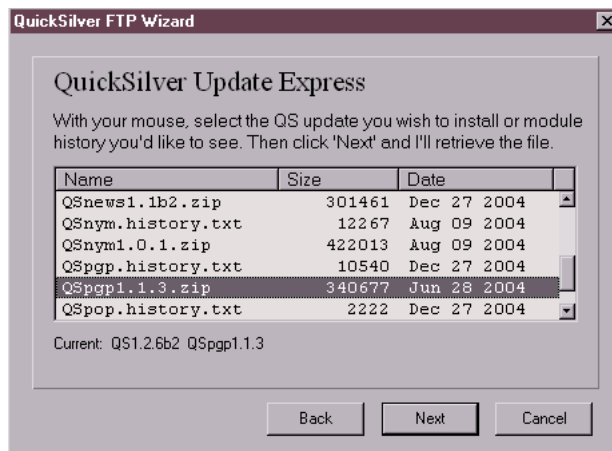 QuickSilver FTP Wizard
QuickSilver Update Express
With your mouse, select the QS update you wish to install or module
history you'd like to see. Then click 'Next' and I'll retrieve the file.
Name Size Date
QSnews1.1b2.zip 301461 Dec 27 2004
QSnym.history.txt 12267 Aug 09 2004
QSnym1.0.1.zip 422013 Aug 09 2004
QSpgp.history.txt 10540 Dec 27 2004
QSpgp1.1.3.zip 340677 Jun 28 2004
QSpop.history.txt 2222 Dec 27 2004
Current: QS1.2.6b2 QSpgp1.1.3
Back Next Cancel